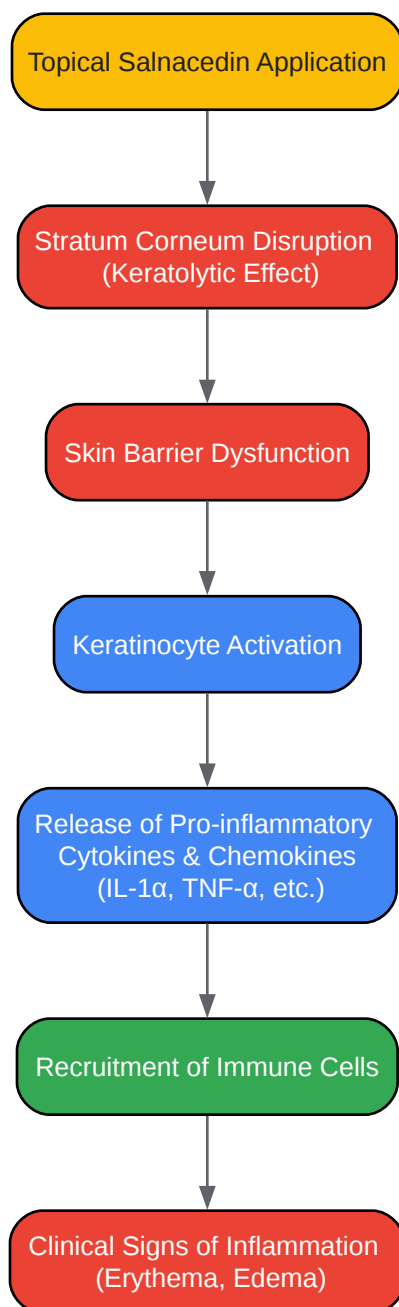 Topical Salnacedin Application
Stratum Corneum Disruption
(Keratolytic Effect)
Skin Barrier Dysfunction
Keratinocyte Activation
Release of Pro-inflammatory
Cytokines & Chemokines
(IL-1α, TNF-α, etc.)
Recruitment of Immune Cells
Clinical Signs of Inflammation
(Erythema, Edema)